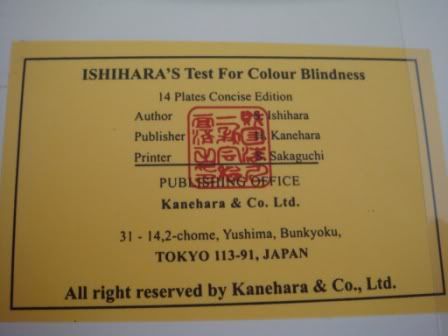 ISHIHARA'S Test For Colour Blindness
14 Plates Concise Edition
Author Ishihara
Publisher Kanehara
Printer Sakaguchi
PUBLISHING OFFICE
Kanehara & Co. Ltd.
31 - 14,2-chome, Yushima, Bunkyoku,
TOKYO 113-91, JAPAN
All right reserved by Kanehara & Co., Ltd.